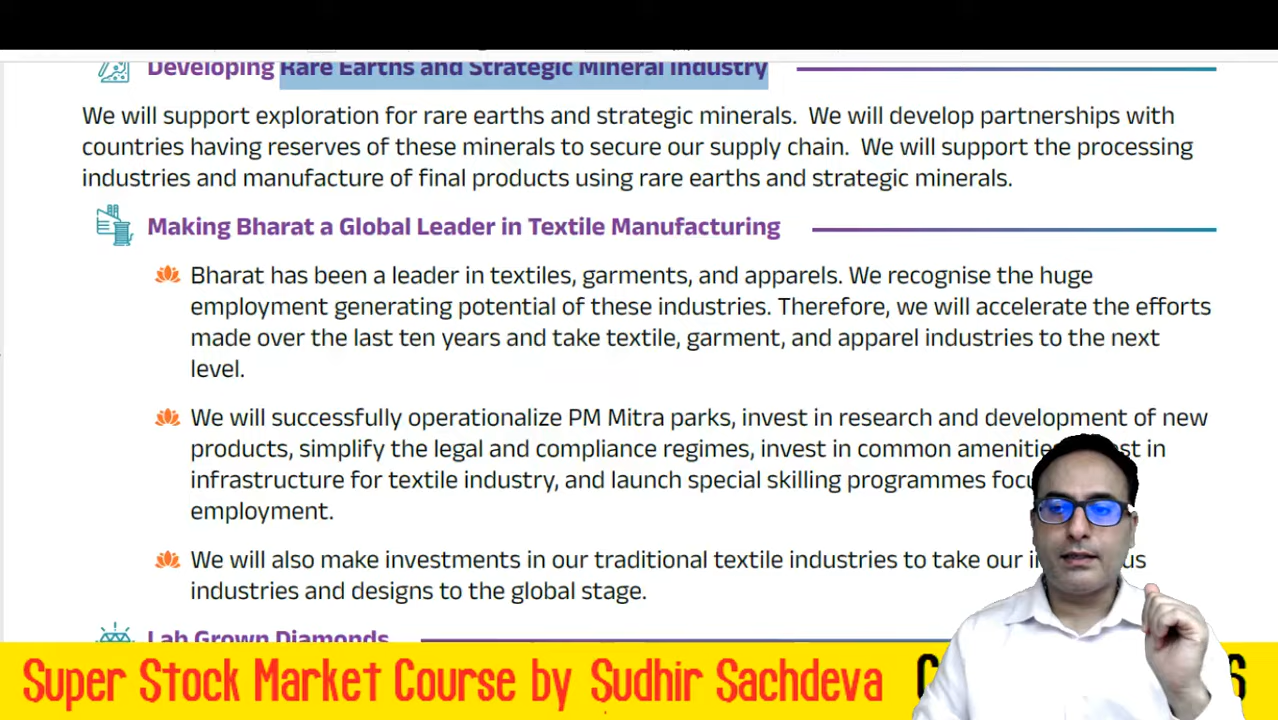 Developing Rare Earths and Strategic Mineral Industry
We will support exploration for rare earths and strategic minerals. We will develop partnerships with
countries having reserves of these minerals to secure our supply chain. We will support the processing
industries and manufacture of final products using rare earths and strategic minerals.
Making Bharat a Global Leader in Textile Manufacturing
Bharat has been a leader in textiles, garments, and apparels. We recognise the huge
employment generating potential of these industries. Therefore, we will accelerate the efforts
made over the last ten years and take textile, garment, and apparel industries to the next
level.
We will successfully operationalize PM Mitra parks, invest in research and development of new
products, simplify the legal and compliance regimes, invest in common in
infrastructure for textile industry, and launch special skilling programmes
employment.
We will also make investments in our traditional textile industries to take our
industries and designs to the global stage.
Lab Grown Diamonds
Super Stock Market Course by Sudhir Sachdeva